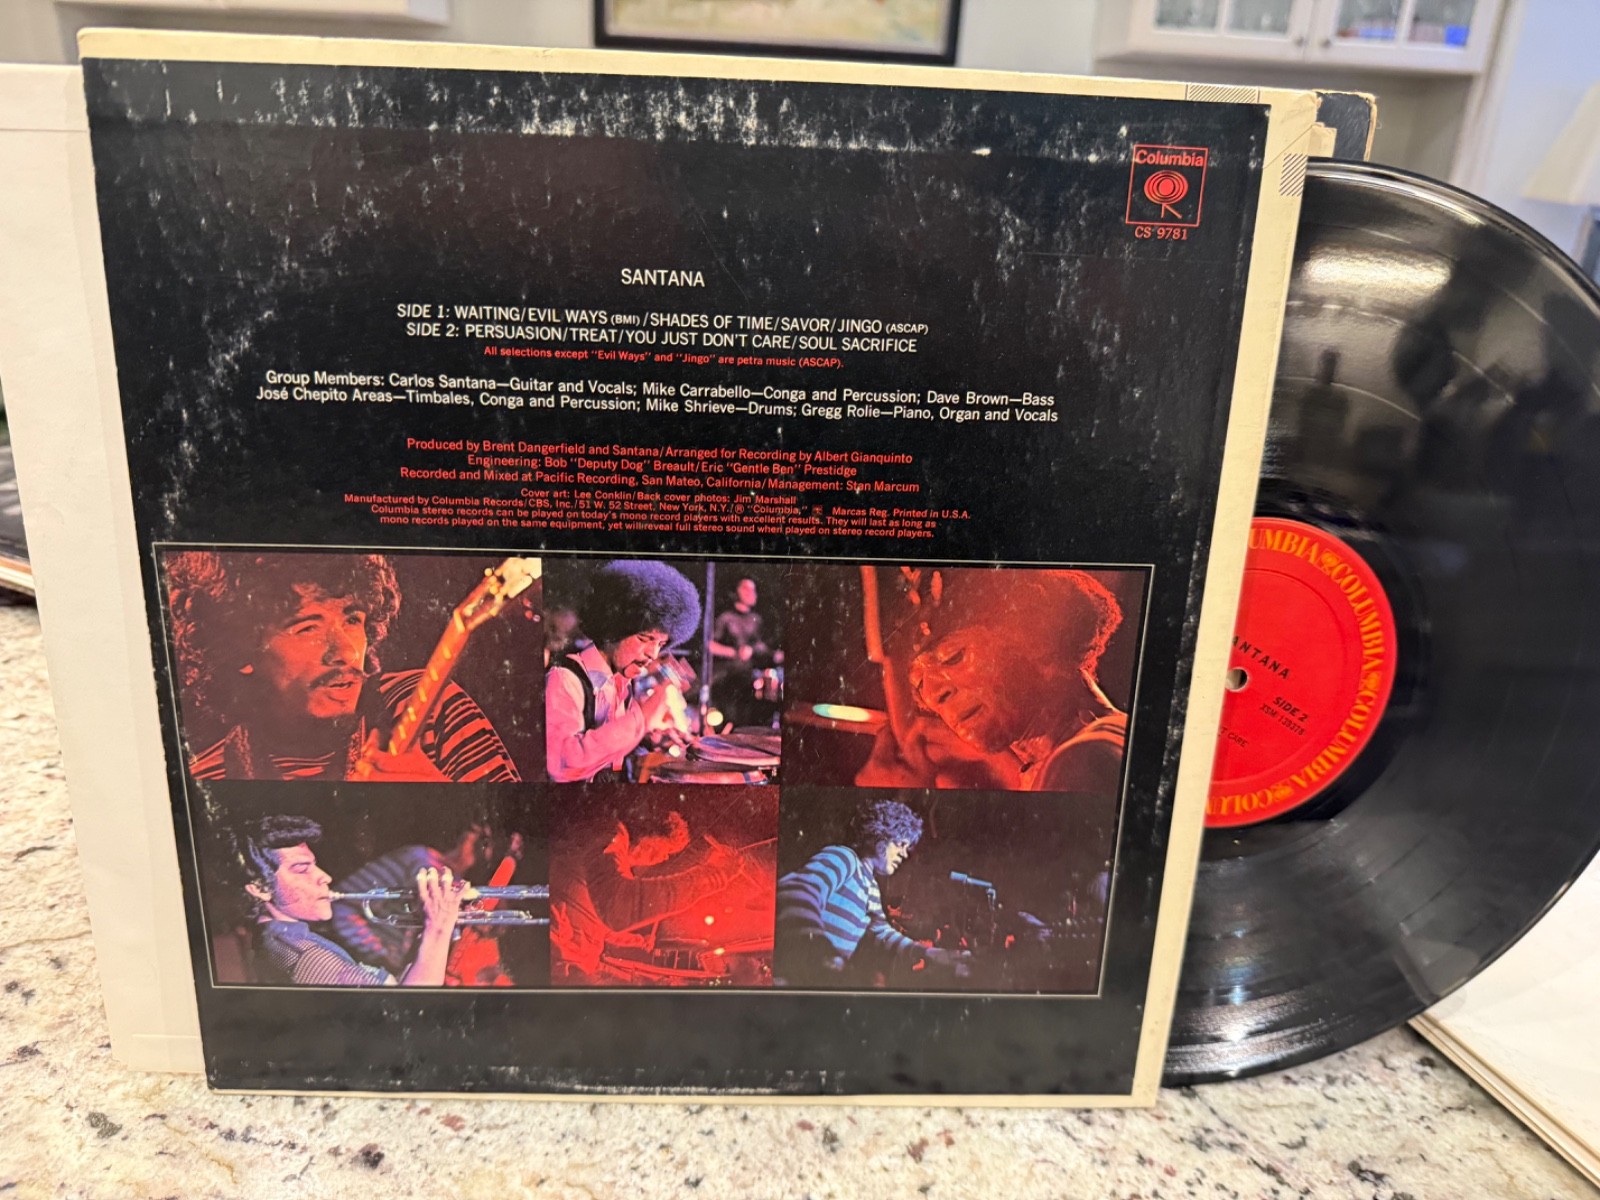 Columbia
CS 9781
SANTANA
SIDE 1: WAITING/EVIL WAYS (BMI)/SHADES OF TIME/SAVOR/JINGO (ASCAP)
SIDE 2: PERSUASION/TREAT/YOU JUST DON'T CARE/SOUL SACRIFICE
All selections except "Evil Ways" and "Jingo" are petra music (ASCAP).
Group Members: Carlos Santana—Guitar and Vocals; Mike Carrabello—Conga and Percussion; Dave Brown—Bass
José Chepito Areas—Timbales, Conga and Percussion; Mike Shrieve—Drums; Gregg Rolie—Piano, Organ and Vocals
Produced by Brent Dangerfield and Santana/Arranged for Recording by Albert Gianquinto
Engineering: Bob "Deputy Dog" Breault/Eric "Gentle Ben" Prestidge
Recorded and Mixed at Pacific Recording, San Mateo, California/Management: Stan Marcum
Cover art: Lee Conklin/Back cover photos: Jim Marshall
Manufactured by Columbia Records/CBS, Inc./51 W. 52 Street, New York, N.Y./® "Columbia," Marcas Reg. Printed in U.S.A.
Columbia stereo records can be played on today's mono record players with excellent results. They will last as long as
mono records played on the same equipment, yet will reveal full stereo sound when played on stereo record players.
UMBIA COLUMBIA COLUMBIA COLU
ANTANA
SIDE 2
T CARE